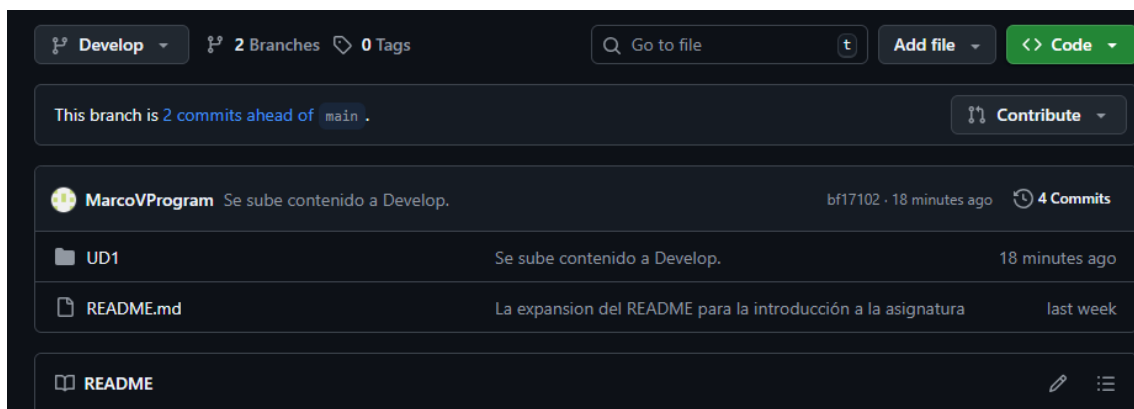 Develop 2 Branches 0 Tags Go to file t Add file <> Code
This branch is 2 commits ahead of main .
Contribute
MarcoVProgram Se sube contenido a Develop. bf17102 · 18 minutes ago 4 Commits
UD1 Se sube contenido a Develop. 18 minutes ago
README.md La expansion del README para la introducción a la asignatura last week
README